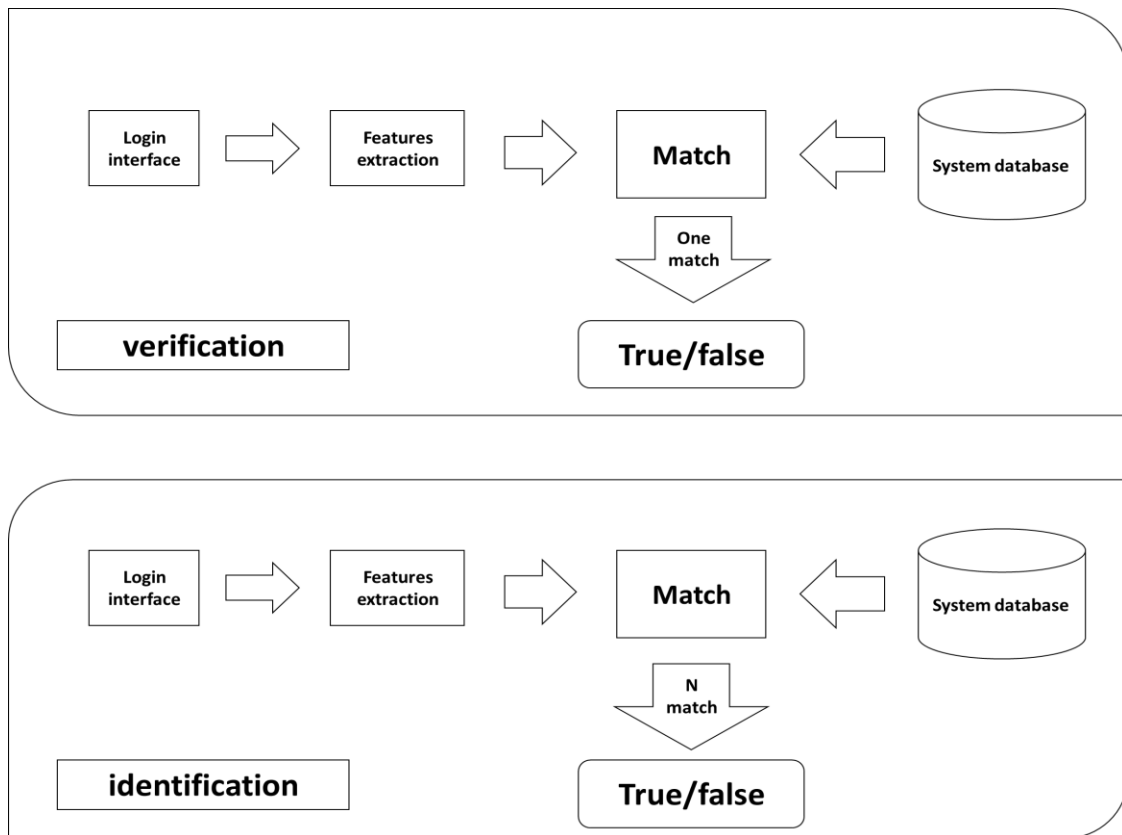 Login
interface
Features
extraction
Match
System database
One
match
verification
True/false
Login
interface
Features
extraction
Match
System database
N
match
identification
True/false